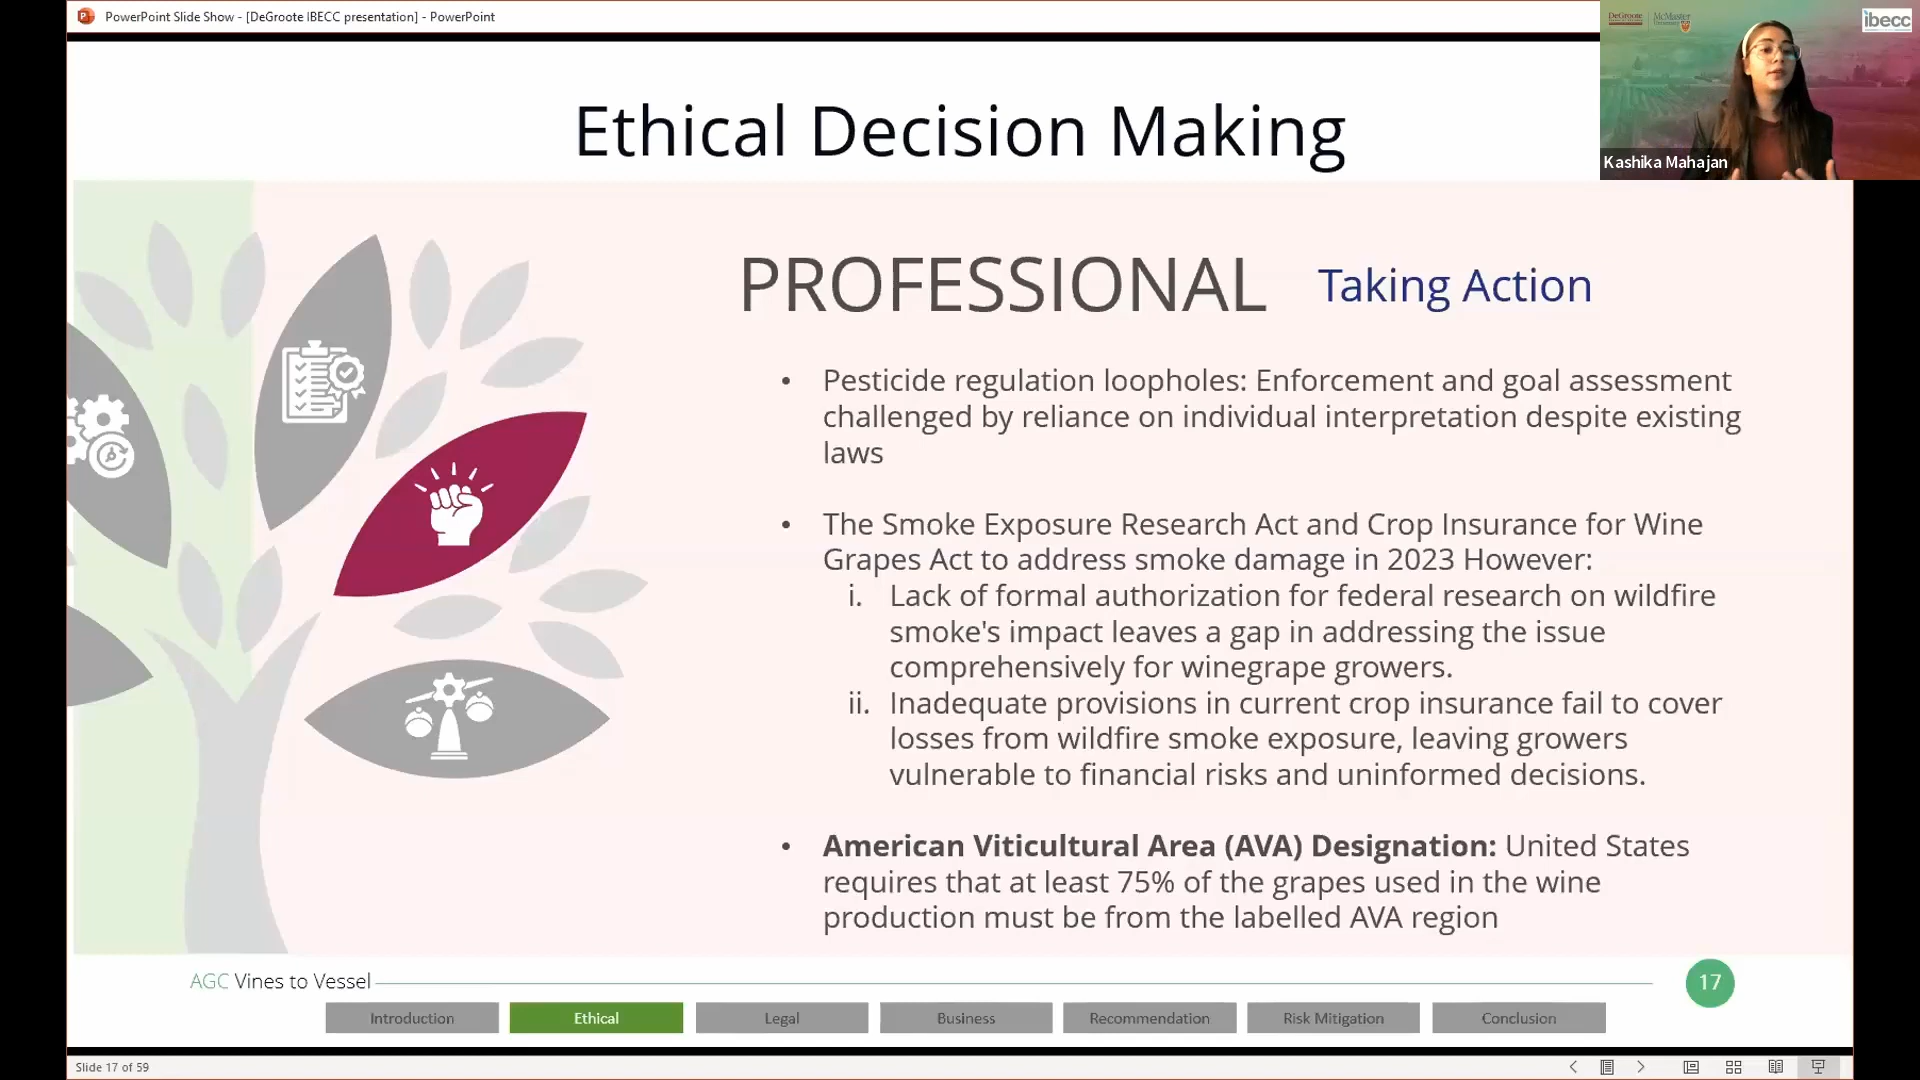 PowerPoint Slide Show - [DeGroote IBECC presentation] - PowerPoint
DeGroote
McMaster
ibecc
Kashika Mahajan
Ethical Decision Making
PROFESSIONAL
Taking Action
• Pesticide regulation loopholes: Enforcement and goal assessment
challenged by reliance on individual interpretation despite existing
laws
• The Smoke Exposure Research Act and Crop Insurance for Wine
Grapes Act to address smoke damage in 2023 However:
i. Lack of formal authorization for federal research on wildfire
smoke's impact leaves a gap in addressing the issue
comprehensively for winegrape growers.
ii. Inadequate provisions in current crop insurance fail to cover
losses from wildfire smoke exposure, leaving growers
vulnerable to financial risks and uninformed decisions.
• American Viticultural Area (AVA) Designation: United States
requires that at least 75% of the grapes used in the wine
production must be from the labelled AVA region
AGC Vines to Vessel
17
Introduction
Ethical
Legal
Business
Recommendation
Risk Mitigation
Conclusion
Slide 17 of 59